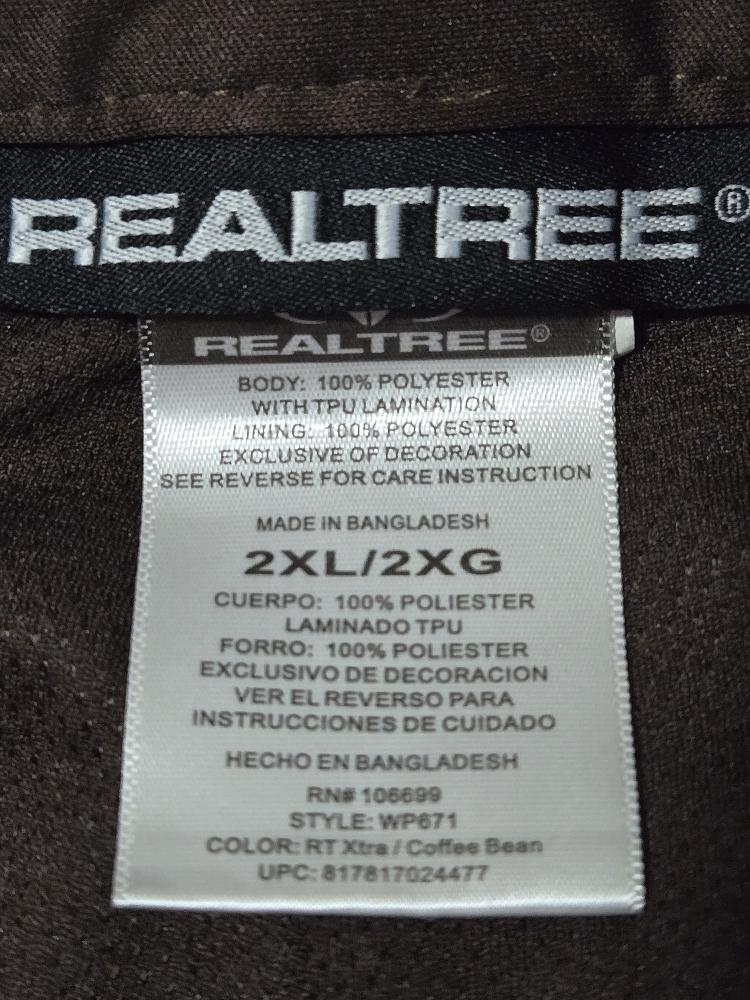 REALTREE®
REALTREE®
BODY: 100% POLYESTER
WITH TPU LAMINATION
LINING: 100% POLYESTER
EXCLUSIVE OF DECORATION
SEE REVERSE FOR CARE INSTRUCTION
MADE IN BANGLADESH
2XL/2XG
CUERPO: 100% POLIESTER
LAMINADO TPU
FORRO: 100% POLIESTER
EXCLUSIVO DE DECORACION
VER EL REVERSO PARA
INSTRUCCIONES DE CUIDADO
HECHO EN BANGLADESH
RN# 106699
STYLE: WP671
COLOR: RT Xtra / Coffee Bean
UPC: 817817024477